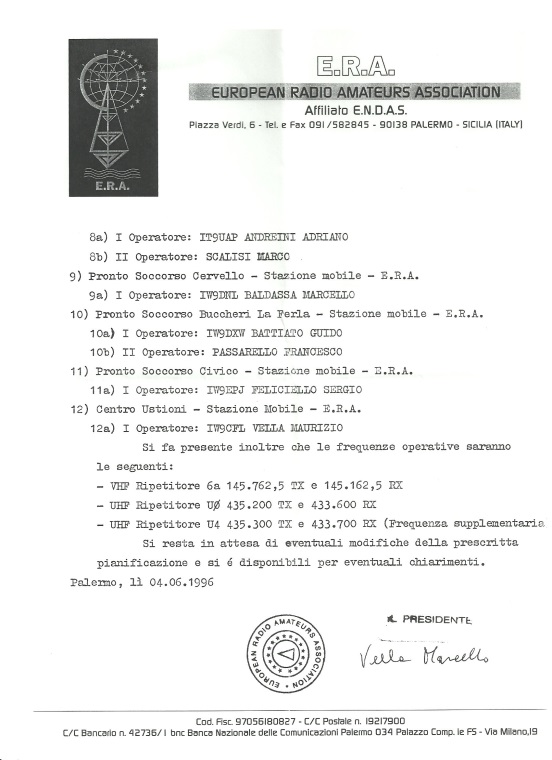 E.R.A.
EUROPEAN RADIO AMATEURS ASSOCIATION
Affiliato E.N.D.A.S.
Piazza Verdi, 6 - Tel. e Fax 091/582845 - 90138 PALERMO - SICILIA (ITALY)
E.R.A.
8a) I Operatore: IT9UAP ANDREINI ADRIANO
8b) II Operatore: SCALISI MARCO
9) Pronto Soccorso Cervello - Stazione mobile - E.R.A.
9a) I Operatore: IW9DNL BALDASSA MARCELLO
10) Pronto Soccorso Buccheri La Ferla - Stazione mobile - E.R.A.
10a) I Operatore: IW9DXW BATTIATO GUIDO
10b) II Operatore: PASSARELLO FRANCESCO
11) Pronto Soccorso Civico - Stazione mobile - E.R.A.
11a) I Operatore: IW9EPJ FELICIELLO SERGIO
12) Centro Ustioni - Stazione Mobile - E.R.A.
12a) I Operatore: IW9CFL VELLA MAURIZIO
Si fa presente inoltre che le frequenze operative saranno
le seguenti:
- VHF Ripetitore 6a 145.762,5 TX e 145.162,5 RX
- UHF Ripetitore UØ 435.200 TX e 433.600 RX
- UHF Ripetitore U4 435.300 TX e 433.700 RX (Frequenza supplementaria
Si resta in attesa di eventuali modifiche della prescritta
pianificazione e si é disponibili per eventuali chiarimenti.
Palermo, lì 04.06.1996
IL PRESIDENTE
Vella Marcello
EUROPEAN RADIO AMATEURS ASSOCIATION
Cod. Fisc. 97056180827 - C/C Postale n. 19217900
C/C Bancario n. 42736/1 bnc Banca Nazionale delle Comunicazioni Palermo 034 Palazzo Comp. le FS - Via Milano,19